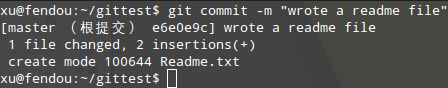 xu@fendou:~/gittest$ git commit -m "wrote a readme file"
[master （根提交） e6e0e9c] wrote a readme file
 1 file changed, 2 insertions(+)
 create mode 100644 Readme.txt
xu@fendou:~/gittest$